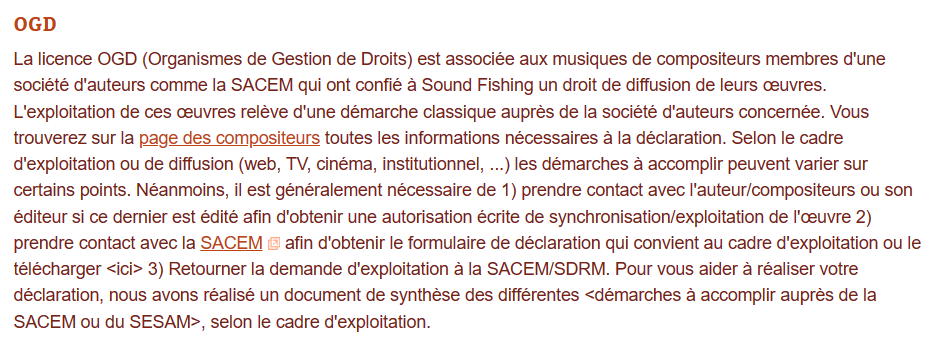 OGD
La licence OGD (Organismes de Gestion de Droits) est associée aux musiques de compositeurs membres d'une
société d'auteurs comme la SACEM qui ont confié à Sound Fishing un droit de diffusion de leurs œuvres.
L'exploitation de ces œuvres relève d'une démarche classique auprès de la société d'auteurs concernée. Vous
trouverez sur la page des compositeurs toutes les informations nécessaires à la déclaration. Selon le cadre
d'exploitation ou de diffusion (web, TV, cinéma, institutionnel, ...) les démarches à accomplir peuvent varier sur
certains points. Néanmoins, il est généralement nécessaire de 1) prendre contact avec l'auteur/compositeurs ou son
éditeur si ce dernier est édité afin d'obtenir une autorisation écrite de synchronisation/exploitation de l'œuvre 2)
prendre contact avec la SACEM afin d'obtenir le formulaire de déclaration qui convient au cadre d'exploitation ou le
télécharger <ici> 3) Retourner la demande d'exploitation à la SACEM/SDRM. Pour vous aider à réaliser votre
déclaration, nous avons réalisé un document de synthèse des différentes <démarches à accomplir auprès de la
SACEM ou du SESAM>, selon le cadre d'exploitation.